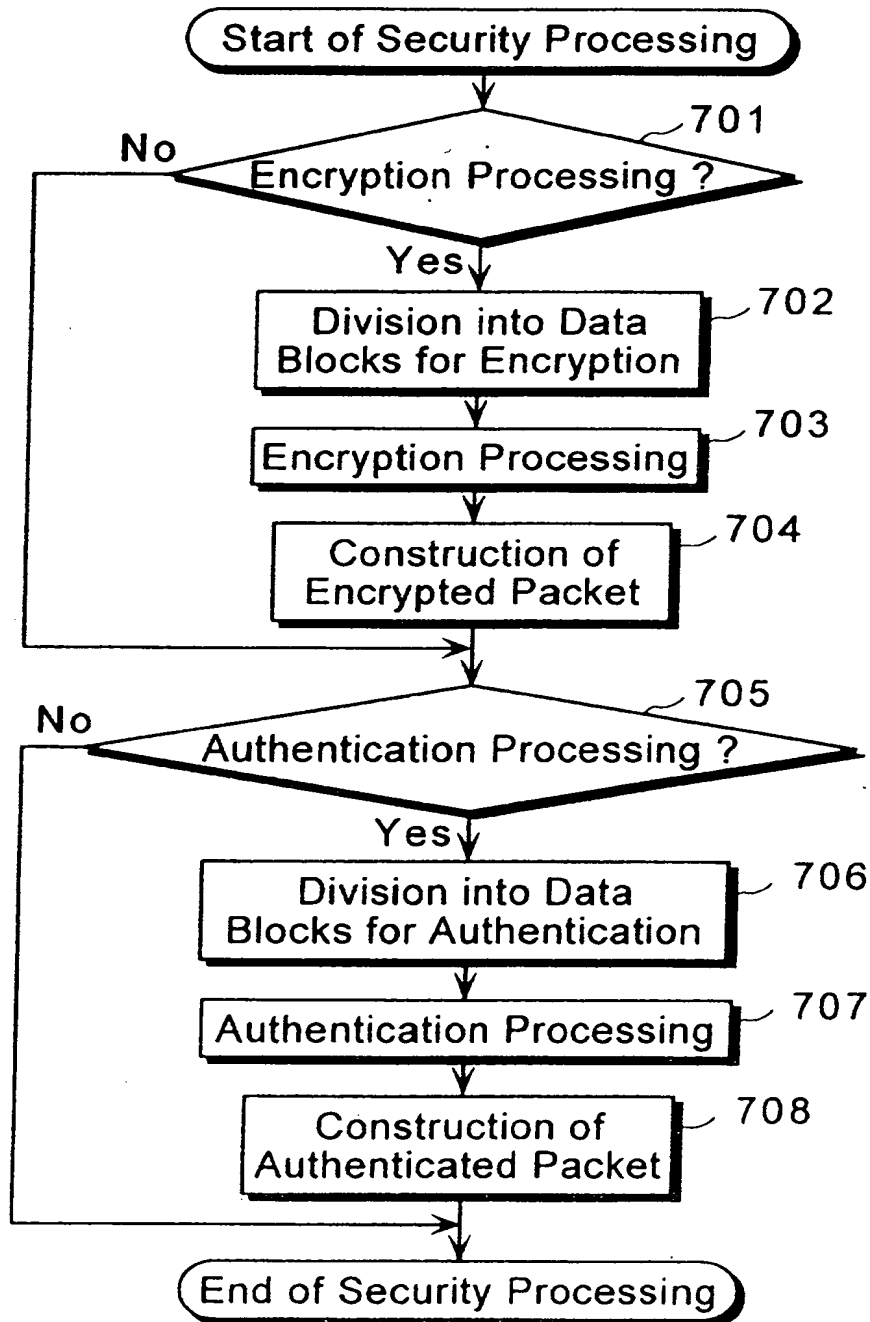 Start of Security Processing
701
No
Encryption Processing ?
Yes
702
Division into Data
Blocks for Encryption
703
Encryption Processing
704
Construction of
Encrypted Packet
705
No
Authentication Processing ?
Yes
706
Division into Data
Blocks for Authentication
707
Authentication Processing
708
Construction of
Authenticated Packet
End of Security Processing